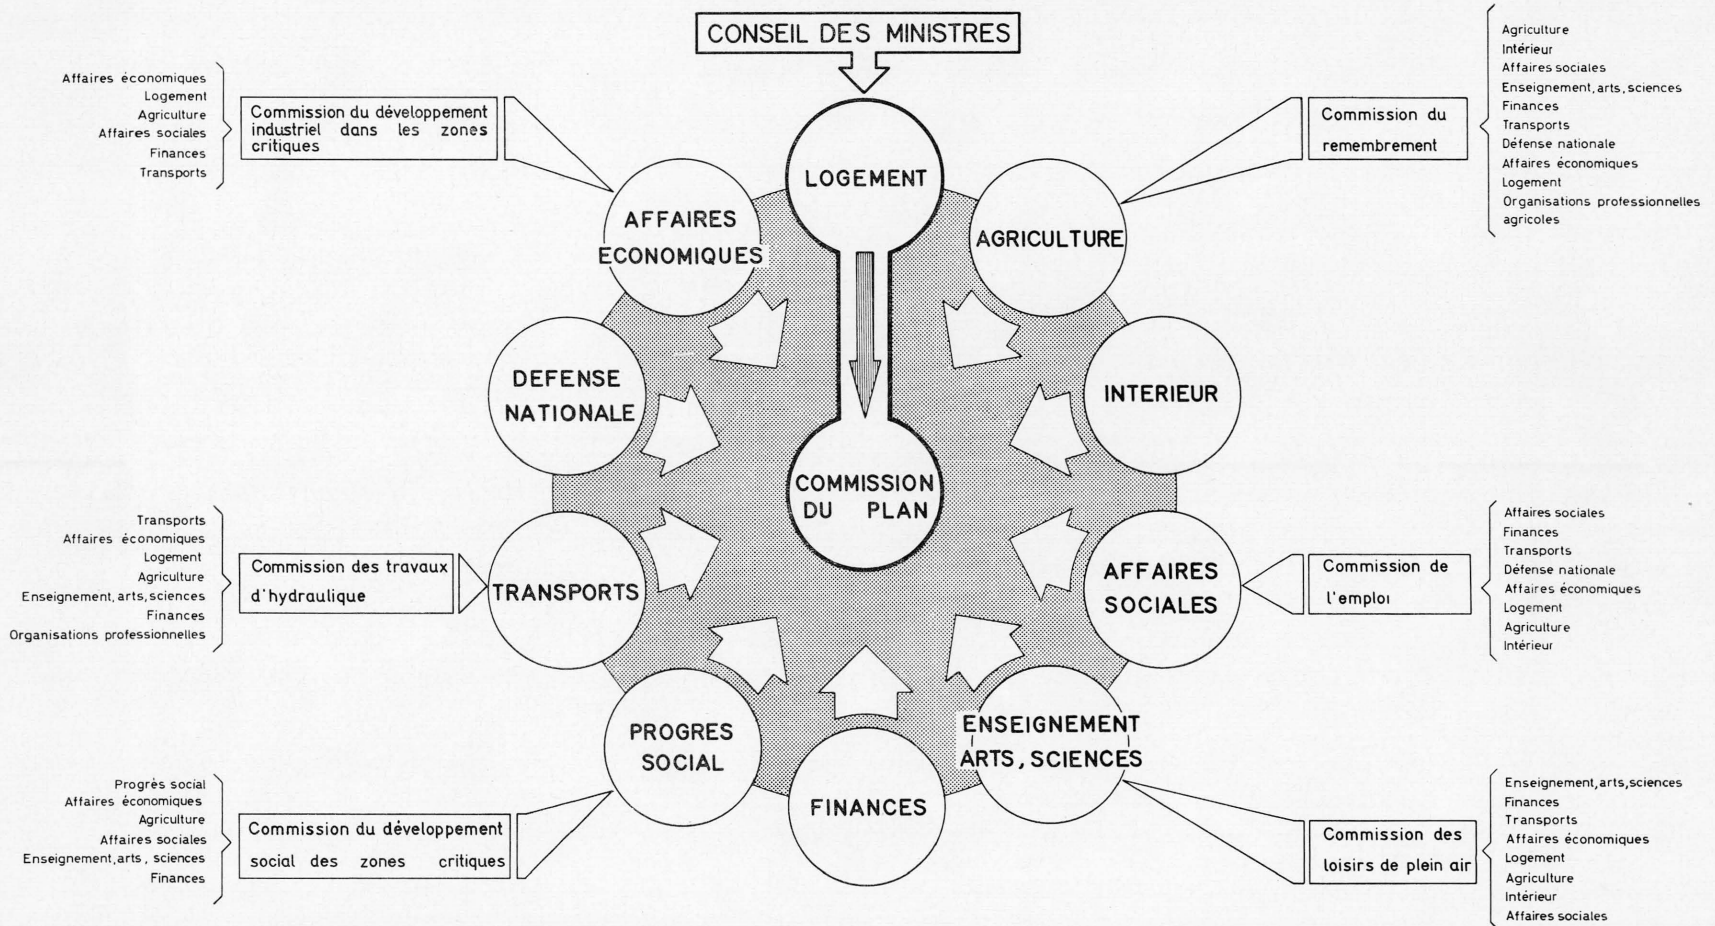 CONSEIL DES MINISTRES
Affaires économiques
Logement
Agriculture
Affaires sociales
Finances
Transports
Commission du développement
industriel dans les zones
critiques
AFFAIRES
ECONOMIQUES
LOGEMENT
AGRICULTURE
Commission du
remembrement
Agriculture
Intérieur
Affaires sociales
Enseignement, arts, sciences
Finances
Transports
Défense nationale
Affaires économiques
Logement
Organisations professionnelles
agricoles
DEFENSE
NATIONALE
INTERIEUR
COMMISSION
DU PLAN
Transports
Affaires économiques
Logement
Agriculture
Enseignement, arts, sciences
Finances
Organisations professionnelles
Commission des travaux
d'hydraulique
TRANSPORTS
AFFAIRES
SOCIALES
Commission de
l'emploi
Affaires sociales
Finances
Transports
Défense nationale
Affaires économiques
Logement
Agriculture
Intérieur
Progrès social
Affaires économiques
Agriculture
Affaires sociales
Enseignement, arts, sciences
Finances
Commission du développement
social des zones critiques
PROGRES
SOCIAL
FINANCES
ENSEIGNEMENT
ARTS, SCIENCES
Commission des
loisirs de plein air
Enseignement, arts, sciences
Finances
Transports
Affaires économiques
Logement
Agriculture
Intérieur
Affaires sociales